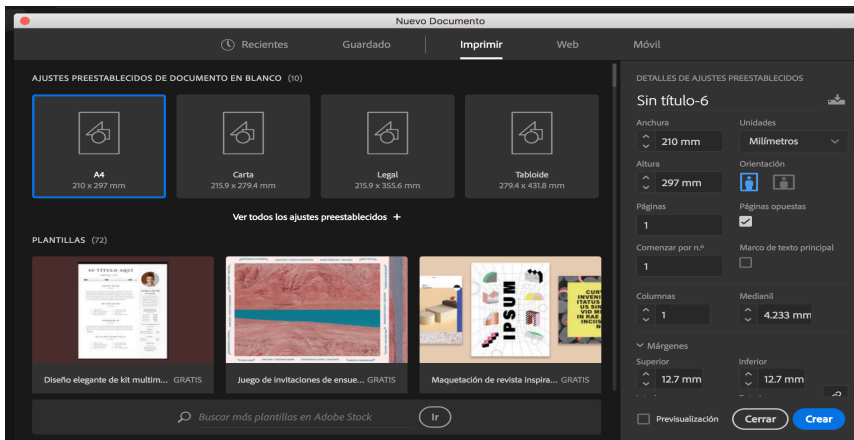 Nuevo Documento
Recientes
Guardado
Imprimir
Web
Móvil
AJUSTES PREESTABLECIDOS DE DOCUMENTO EN BLANCO (10)
A4
210 x 297 mm
Carta
215.9 x 279.4 mm
Legal
215.9 x 355.6 mm
Tabloide
279.4 x 431.8 mm
Ver todos los ajustes preestablecidos +
PLANTILLAS (72)
SU TÍTULO AQUÍ
IPSUM
Diseño elegante de kit multim... GRATIS
Juego de invitaciones de ensue... GRATIS
Maquetación de revista inspira... GRATIS
Buscar más plantillas en Adobe Stock
Ir
DETALLES DE AJUSTES PREESTABLECIDOS
Sin título-6
Anchura
Unidades
210 mm
Milímetros
Altura
Orientación
297 mm
Páginas
Páginas opuestas
1
Comenzar por n.º
Marco de texto principal
1
Columnas
Medianil
1
4.233 mm
Márgenes
Superior
Inferior
12.7 mm
12.7 mm
Previsualización
Cerrar
Crear